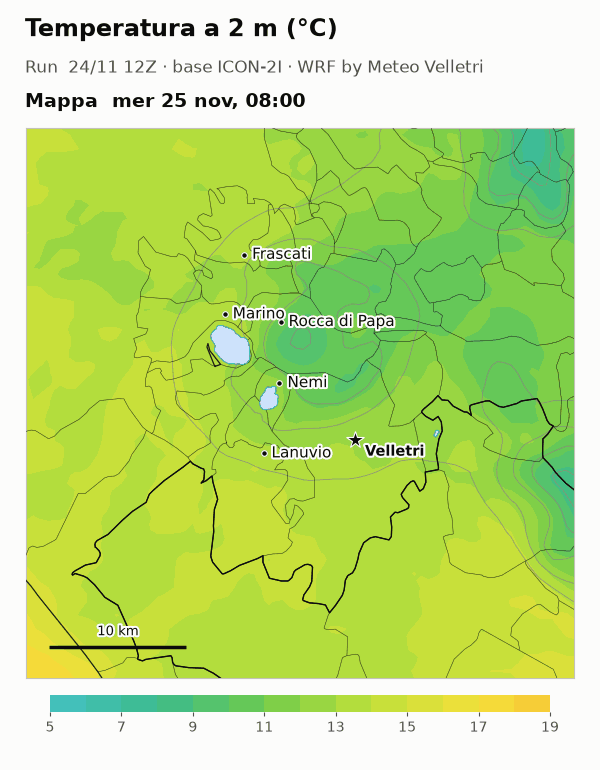 Temperatura a 2 m (°C)
Run 24/11 12Z · base ICON-2I · WRF by Meteo Velletri
Mappa mer 25 nov, 08:00
Frascati
Marino
Rocca di Papa
Nemi
Velletri
Lanuvio
10 km
5 7 9 11 13 15 17 19